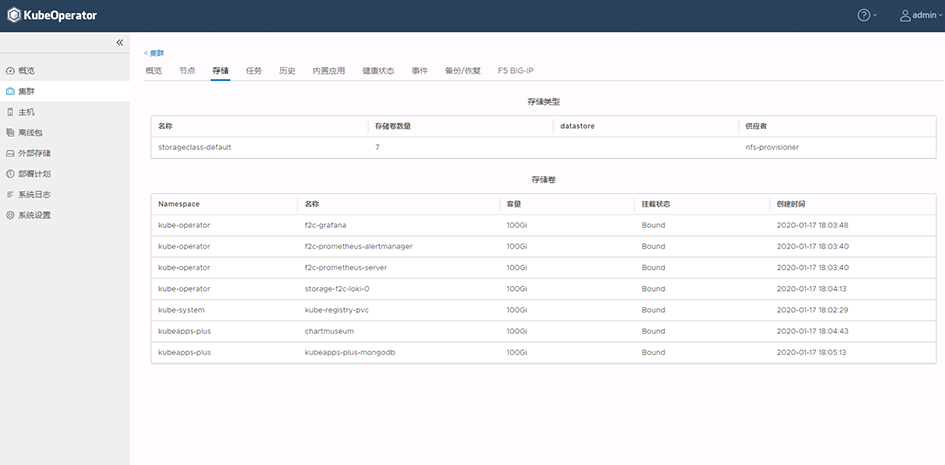 KubeOperator
admin
< 集群
概览 节点 存储 任务 历史 内置应用 健康状态 事件 备份/恢复 F5 BIG-IP
概览
集群
主机
离线包
外部存储
部署计划
系统日志
系统设置
存储类型
名称 存储卷数量 datastore 供应者
storageclass-default 7 nfs-provisioner
存储卷
Namespace 名称 容量 挂载状态 创建时间
kube-operator f2c-grafana 100Gi Bound 2020-01-17 18:03:48
kube-operator f2c-prometheus-alertmanager 100Gi Bound 2020-01-17 18:03:40
kube-operator f2c-prometheus-server 100Gi Bound 2020-01-17 18:03:40
kube-operator storage-f2c-loki-0 100Gi Bound 2020-01-17 18:04:13
kube-system kube-registry-pvc 100Gi Bound 2020-01-17 18:02:29
kubeapps-plus chartmuseum 100Gi Bound 2020-01-17 18:04:43
kubeapps-plus kubeapps-plus-mongodb 100Gi Bound 2020-01-17 18:05:13